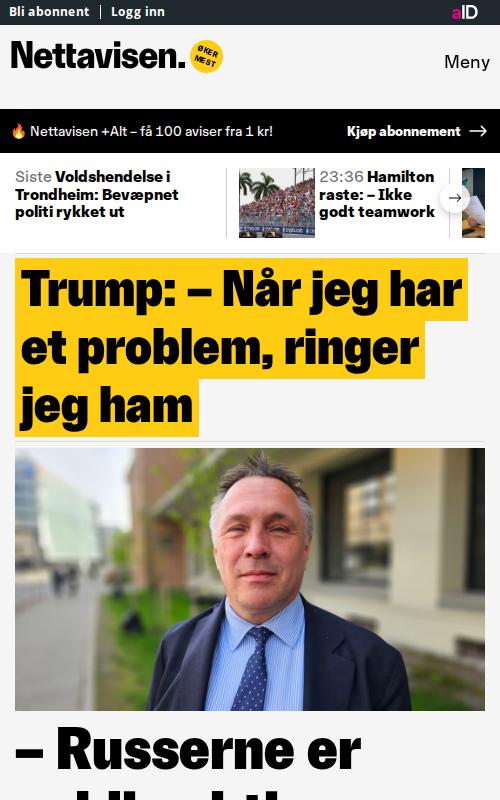 Bli abonnent
Logg inn
aID
Nettavisen.
ØKER
MEST
Meny
🔥 Nettavisen +Alt – få 100 aviser fra 1 kr!
Kjøp abonnement
Siste Voldshendelse i
Trondheim: Bevæpnet
politi rykket ut
23:36 Hamilton
raste: – Ikke
godt teamwork
Trump: – Når jeg har
et problem, ringer
jeg ham
– Russerne er